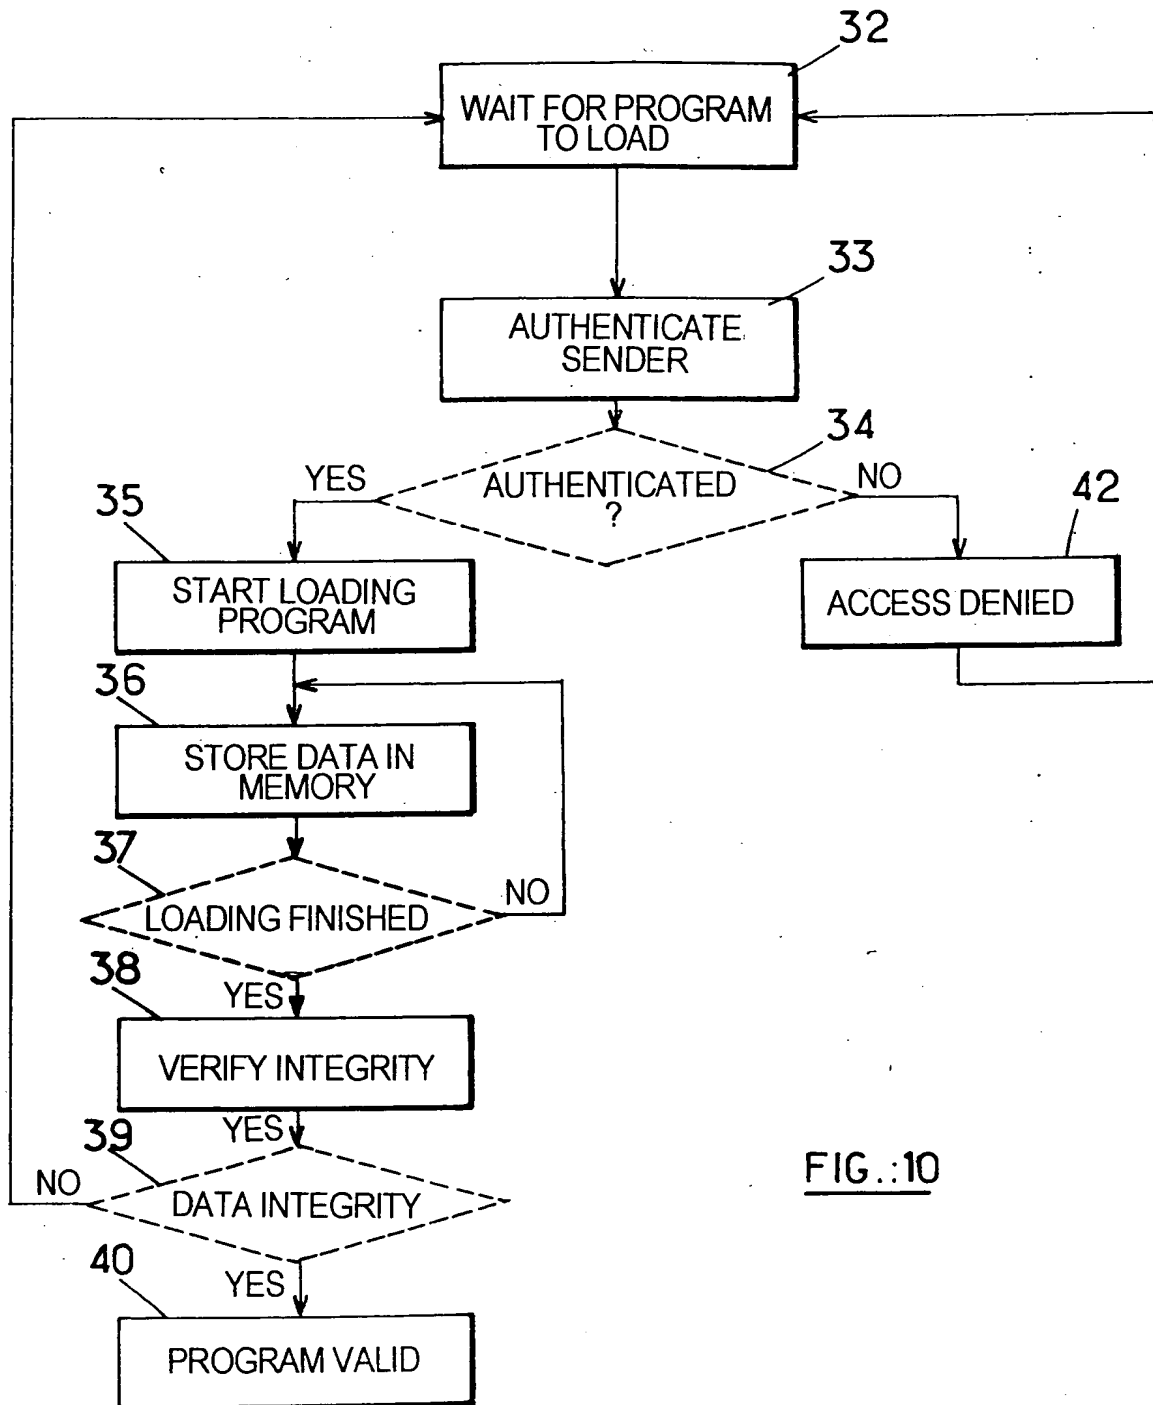 32
WAIT FOR PROGRAM
TO LOAD
33
AUTHENTICATE
SENDER
34
YES
AUTHENTICATED
?
NO
35
42
START LOADING
PROGRAM
ACCESS DENIED
36
STORE DATA IN
MEMORY
37
LOADING FINISHED
NO
38
YES
VERIFY INTEGRITY
YES
39
NO
DATA INTEGRITY
FIG.:10
40
YES
PROGRAM VALID